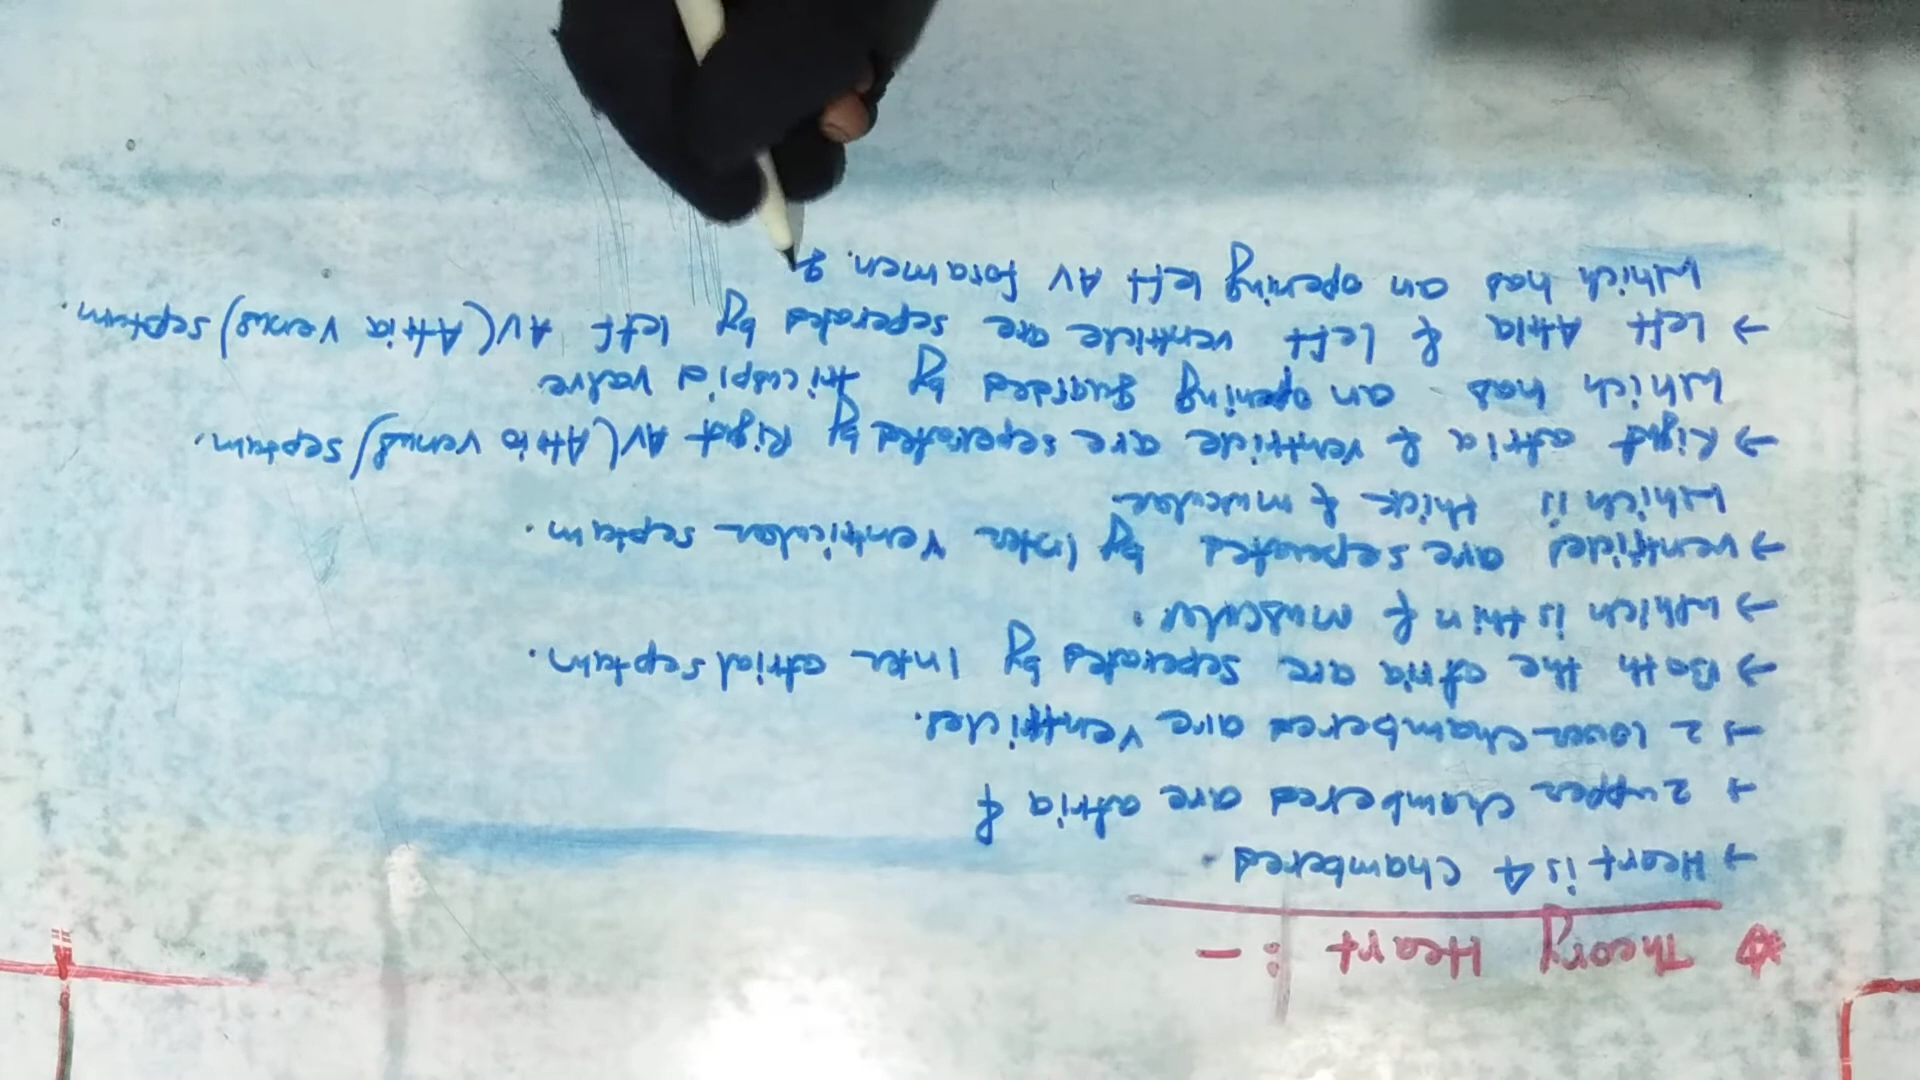 Theory Heart :-
→ Heart is 4 chambered.
→ 2 upper chambered are atria &
→ 2 lower chambered are ventricles.
→ Both the atria are seperated by Inter atrial septum.
→ which is thin & muscular.
→ ventricles are seperated by Inter ventricular septum.
which is thick & muscular
→ Right atria & ventricle are seperated by Right AV (Atrio venus) septum.
which has an opening guarded by tricuspid valve
→ Left Atria & Left ventricle are seperated by left AV (Atria venus) septum.
which has an opening left AV foramen.